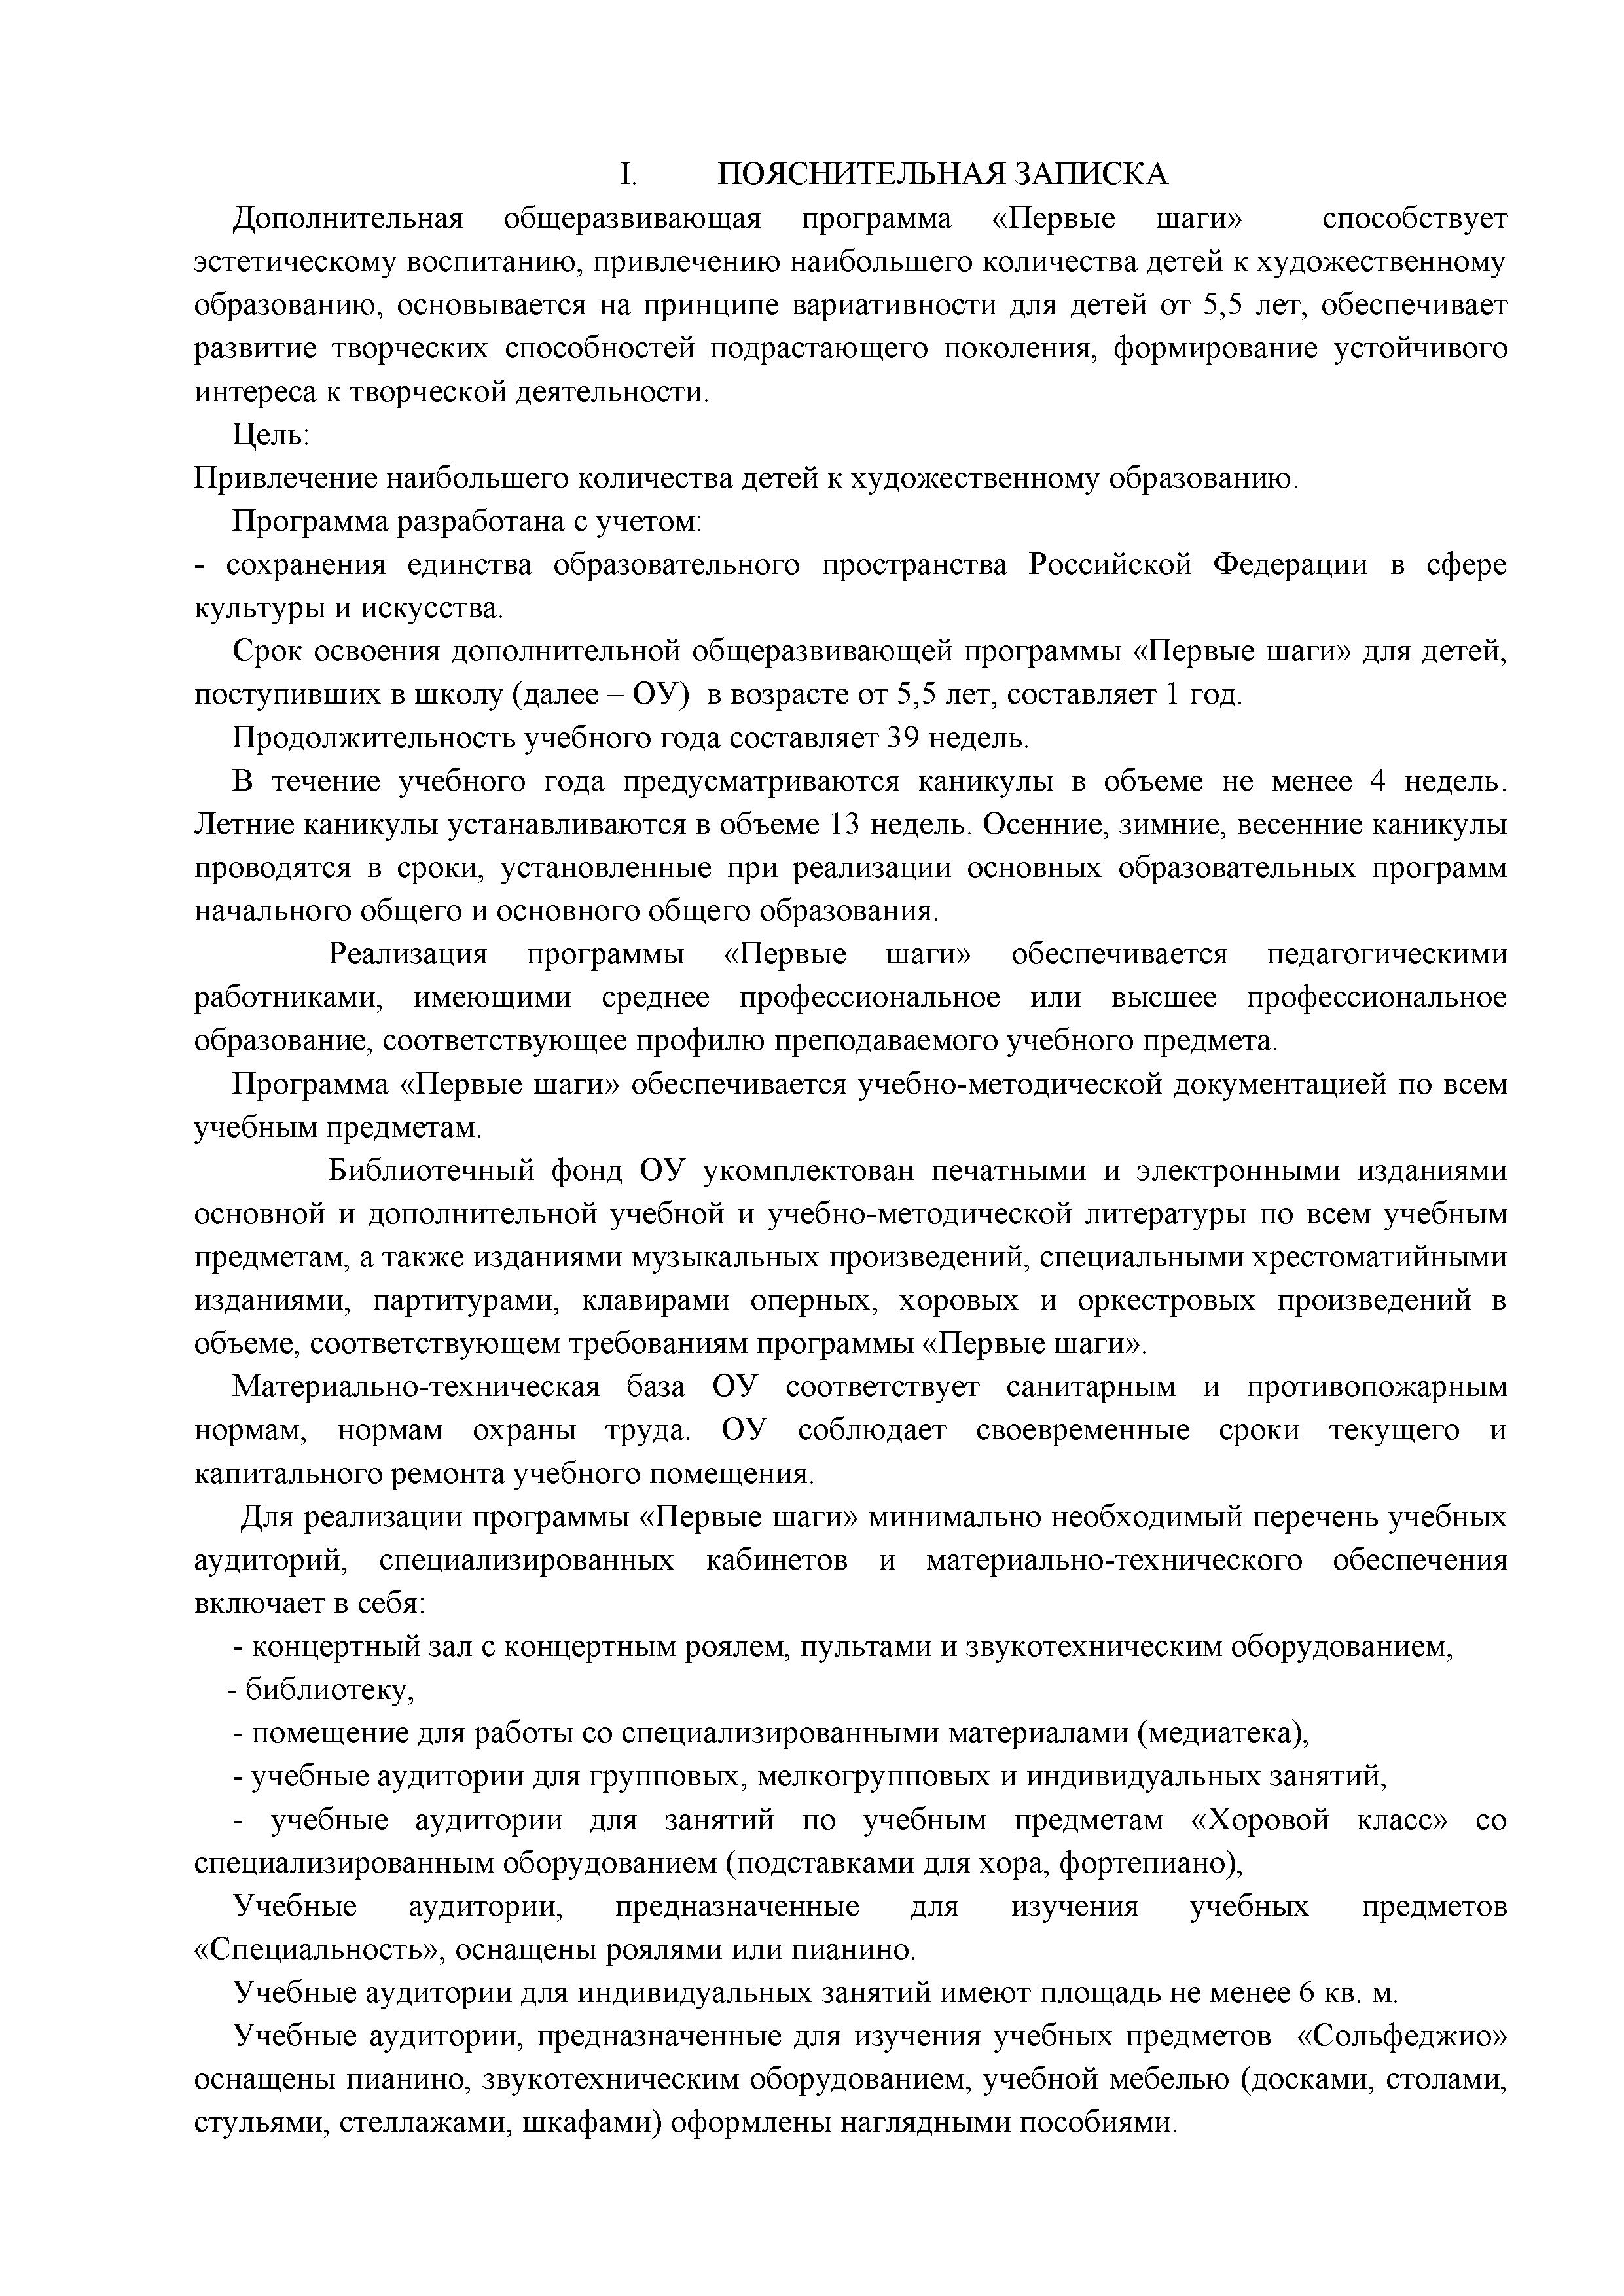 I. ПОЯСНИТЕЛЬНАЯ ЗАПИСКА
Дополнительная общеразвивающая программа «Первые шаги» способствует
эстетическому воспитанию, привлечению наибольшего количества детей к художественному
образованию, основывается на принципе вариативности для детей от 5,5 лет, обеспечивает
развитие творческих способностей подрастающего поколения, формирование устойчивого
интереса к творческой деятельности.
Цель:
Привлечение наибольшего количества детей к художественному образованию.
Программа разработана с учетом:
- сохранения единства образовательного пространства Российской Федерации в сфере
культуры и искусства.
Срок освоения дополнительной общеразвивающей программы «Первые шаги» для детей,
поступивших в школу (далее – ОУ) в возрасте от 5,5 лет, составляет 1 год.
Продолжительность учебного года составляет 39 недель.
В течение учебного года предусматриваются каникулы в объеме не менее 4 недель.
Летние каникулы устанавливаются в объеме 13 недель. Осенние, зимние, весенние каникулы
проводятся в сроки, установленные при реализации основных образовательных программ
начального общего и основного общего образования.
Реализация программы «Первые шаги» обеспечивается педагогическими
работниками, имеющими среднее профессиональное или высшее профессиональное
образование, соответствующее профилю преподаваемого учебного предмета.
Программа «Первые шаги» обеспечивается учебно-методической документацией по всем
учебным предметам.
Библиотечный фонд ОУ укомплектован печатными и электронными изданиями
основной и дополнительной учебной и учебно-методической литературы по всем учебным
предметам, а также изданиями музыкальных произведений, специальными хрестоматийными
изданиями, партитурами, клавирами оперных, хоровых и оркестровых произведений в
объеме, соответствующем требованиям программы «Первые шаги».
Материально-техническая база ОУ соответствует санитарным и противопожарным
нормам, нормам охраны труда. ОУ соблюдает своевременные сроки текущего и
капитального ремонта учебного помещения.
Для реализации программы «Первые шаги» минимально необходимый перечень учебных
аудиторий, специализированных кабинетов и материально-технического обеспечения
включает в себя:
- концертный зал с концертным роялем, пультами и звукотехническим оборудованием,
- библиотеку,
- помещение для работы со специализированными материалами (медиатека),
- учебные аудитории для групповых, мелкогрупповых и индивидуальных занятий,
- учебные аудитории для занятий по учебным предметам «Хоровой класс» со
специализированным оборудованием (подставками для хора, фортепиано),
Учебные аудитории, предназначенные для изучения учебных предметов
«Специальность», оснащены роялями или пианино.
Учебные аудитории для индивидуальных занятий имеют площадь не менее 6 кв. м.
Учебные аудитории, предназначенные для изучения учебных предметов «Сольфеджио»
оснащены пианино, звукотехническим оборудованием, учебной мебелью (досками, столами,
стульями, стеллажами, шкафами) оформлены наглядными пособиями.